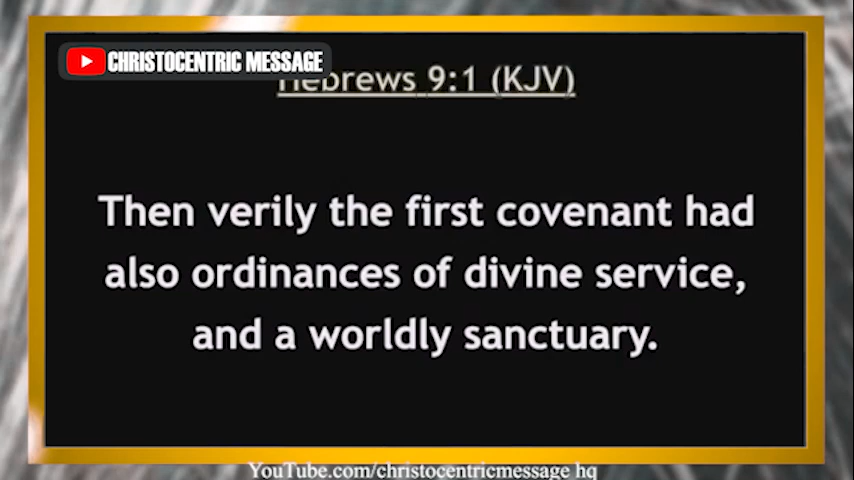 CHRISTOCENTRIC MESSAGE
Hebrews 9:1 (KJV)
Then verily the first covenant had
also ordinances of divine service,
and a worldly sanctuary.
YouTube.com/christocentricmessage hq